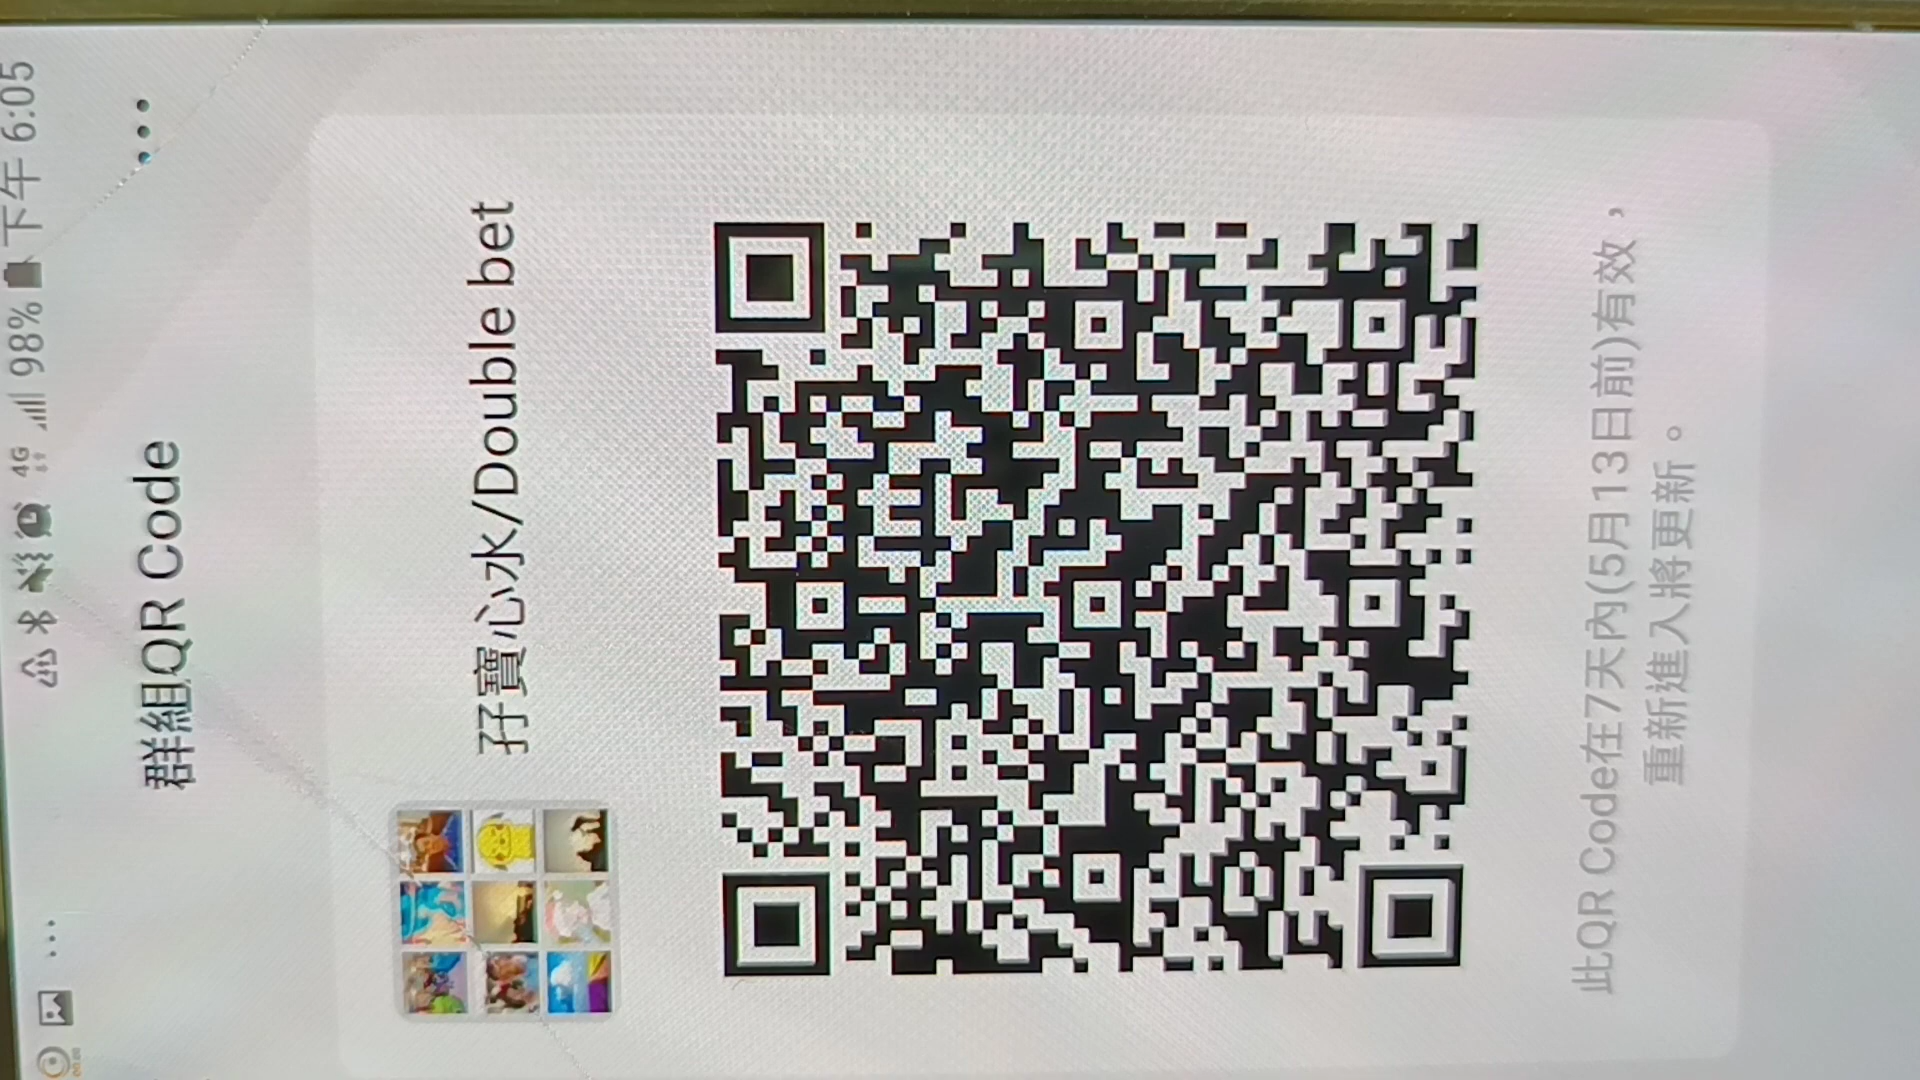 4G 98% 下午 6:05
群組QR Code
孖寶心水/Double bet
此QR Code在7天內(5月13日前)有效，
重新進入將更新。